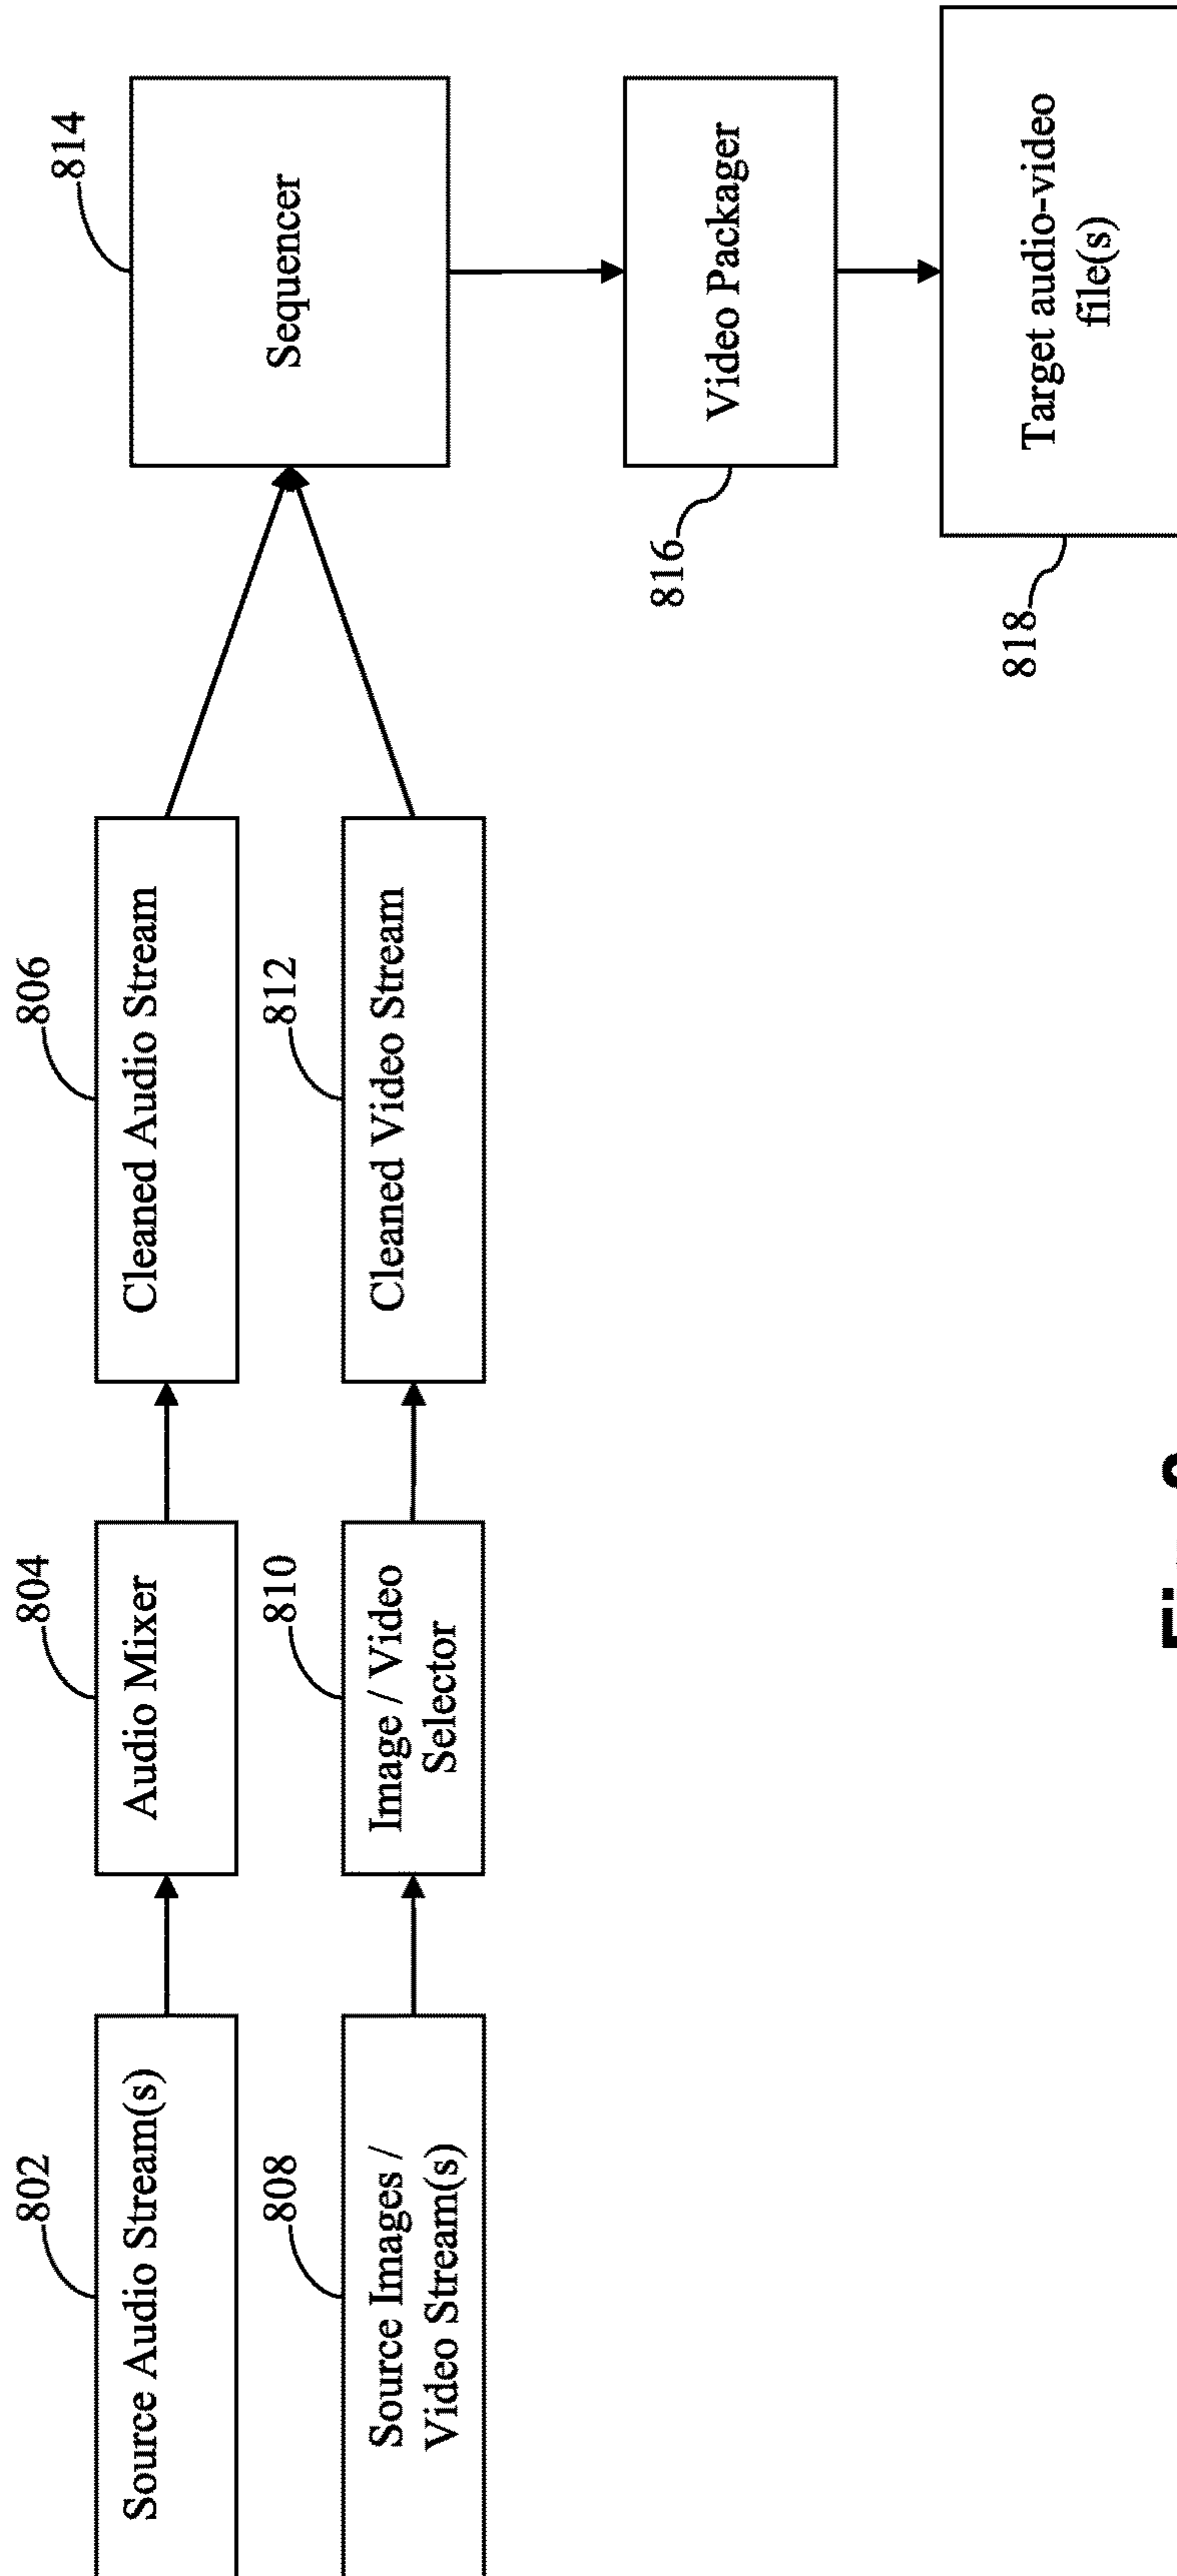 802
Source Audio Stream(s)
804
Audio Mixer
806
Cleaned Audio Stream
808
Source Images /
Video Stream(s)
810
Image / Video
Selector
812
Cleaned Video Stream
814
Sequencer
816
Video Packager
818
Target audio-video
file(s)